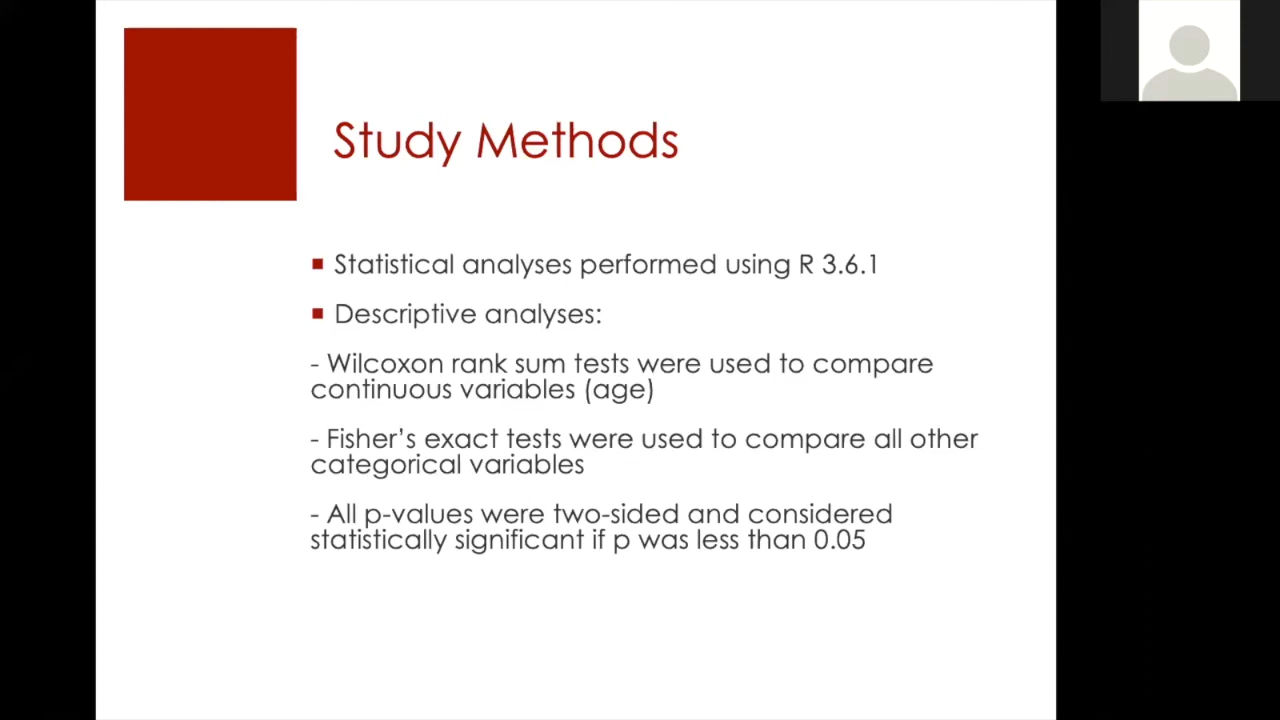 Study Methods
Statistical analyses performed using R 3.6.1
Descriptive analyses:
- Wilcoxon rank sum tests were used to compare
continuous variables (age)
- Fisher’s exact tests were used to compare all other
categorical variables
- All p-values were two-sided and considered
statistically significant if p was less than 0.05